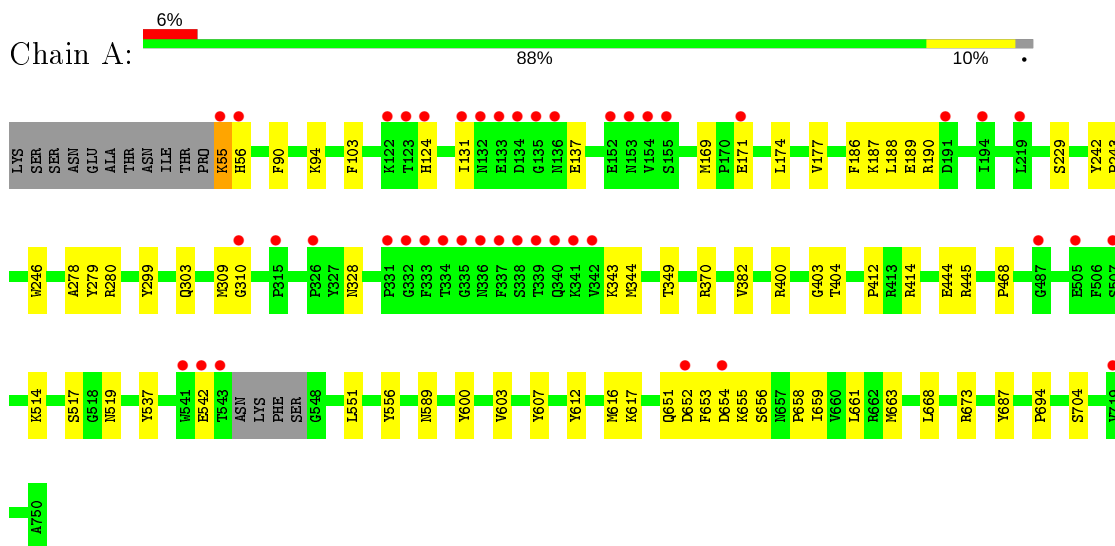 6%
Chain A:
88%
10%
•
LYS SER SER ASN GLU ALA THR ASN ILE THR PRO K55 H56 F90 K94 F103 K122 T123 H124 I131 N132 E133 D134 G135 N136 E137 E152 N153 V154 S155 M169 P170 E171 L174 V177 F186 K187 L188 E189 R190 D191 I194 L219 S229 Y242
W246 A278 Y279 R280 Y299 Q303 M309 G310 P315 P326 Y327 N328 P331 G332 F333 T334 G335 N336 F337 S338 T339 Q340 K341 V342 K343 M344 T349 R370 V382 R400 G403 T404 P412 R413 R414 E444 R445 P468 G487 E505 F506
K514 S517 G518 N519 Y537 W541 E542 T543 ASN LYS PHE SER G548 L551 Y556 N589 Y600 V603 Y607 Y612 M616 K617 Q651 D652 F653 D654 K655 S656 N657 P658 I659 V660 L661 R662 M663 L668 R673 Y687 P694 S704
A750